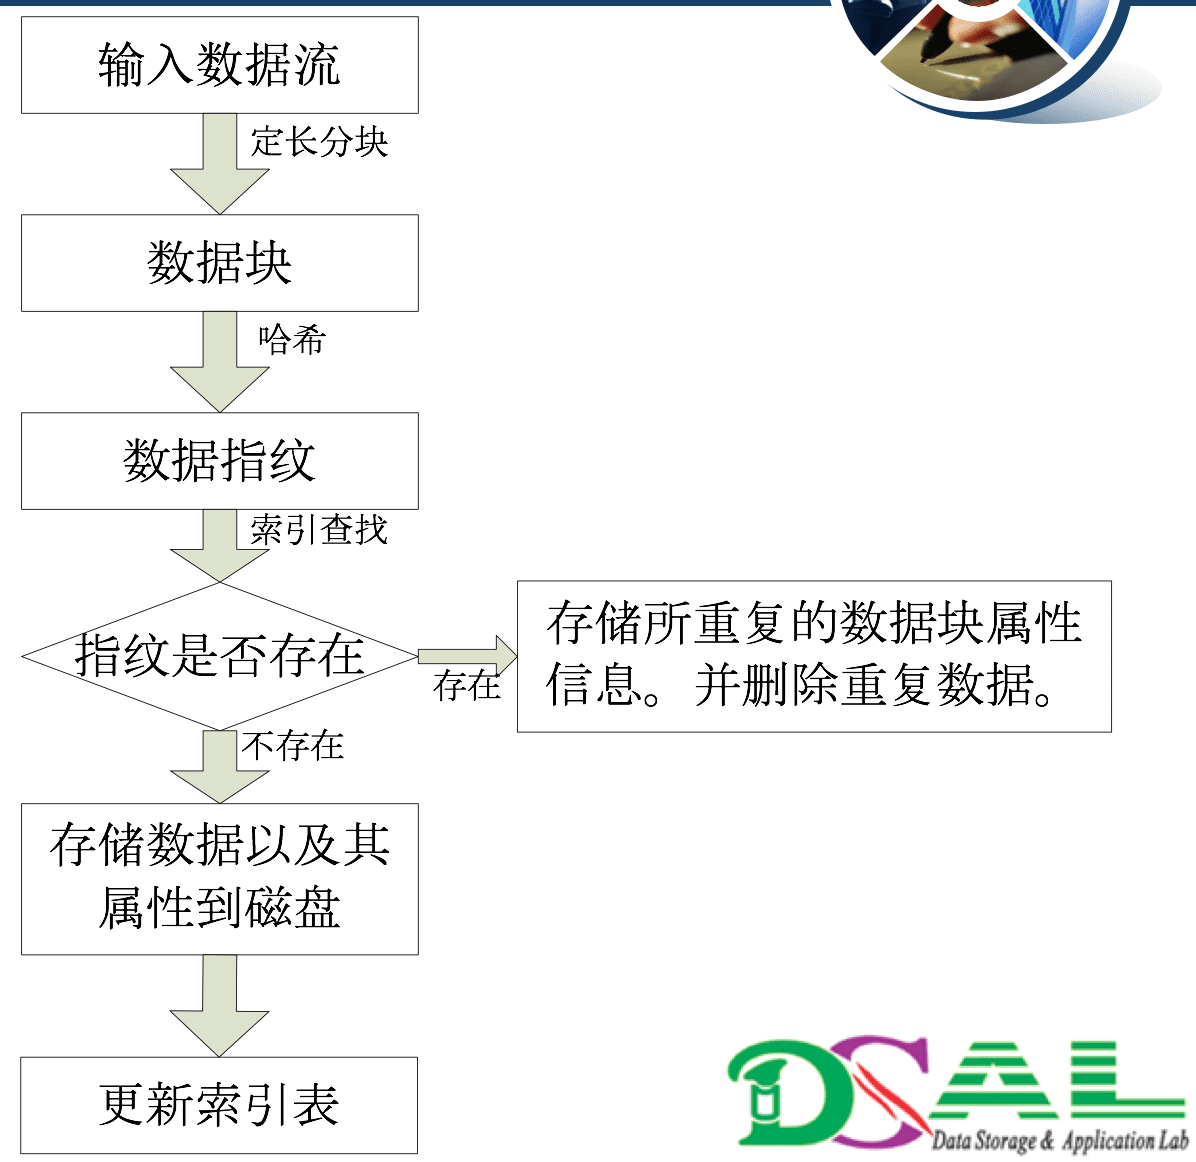 输入数据流
定长分块
数据块
哈希
数据指纹
索引查找
指纹是否存在
存在
存储所重复的数据块属性
信息。并删除重复数据。
不存在
存储数据以及其
属性到磁盘
更新索引表
DSAL
Data Storage & Application Lab